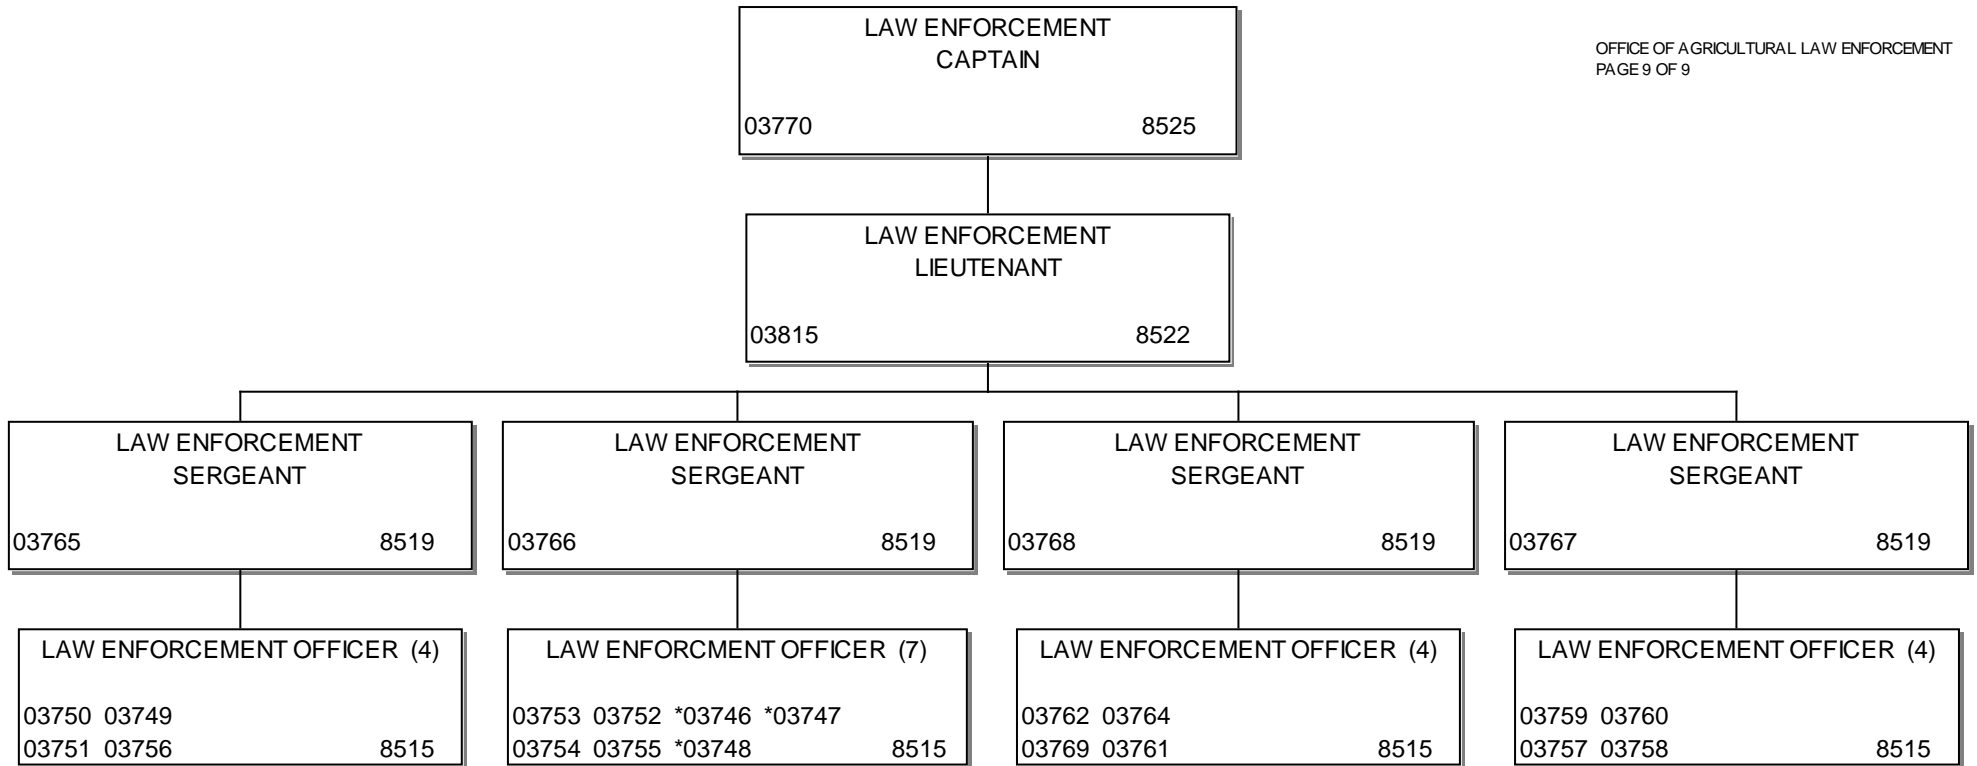 LAW ENFORCEMENT
CAPTAIN
03770 8525
OFFICE OF AGRICULTURAL LAW ENFORCEMENT
PAGE 9 OF 9
LAW ENFORCEMENT
LIEUTENANT
03815 8522
LAW ENFORCEMENT
SERGEANT
03765 8519
LAW ENFORCEMENT
SERGEANT
03766 8519
LAW ENFORCEMENT
SERGEANT
03768 8519
LAW ENFORCEMENT
SERGEANT
03767 8519
LAW ENFORCEMENT OFFICER (4)
03750 03749
03751 03756 8515
LAW ENFORCMENT OFFICER (7)
03753 03752 *03746 *03747
03754 03755 *03748 8515
LAW ENFORCEMENT OFFICER (4)
03762 03764
03769 03761 8515
LAW ENFORCEMENT OFFICER (4)
03759 03760
03757 03758 8515